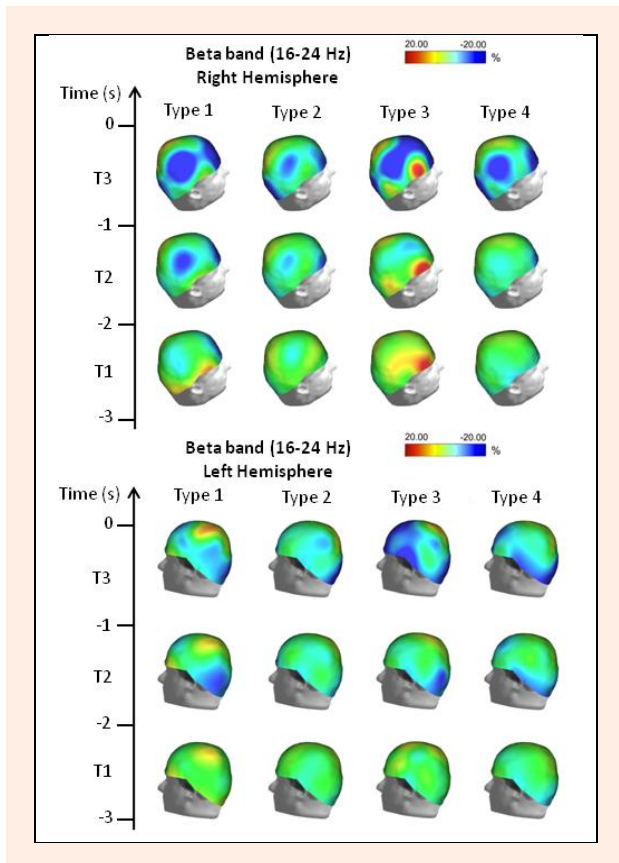 Beta band (16-24 Hz)
Right Hemisphere
20.00 -20.00 %
Time (s)
Type 1 Type 2 Type 3 Type 4
0
T3
-1
T2
-2
T1
-3
Beta band (16-24 Hz)
Left Hemisphere
20.00 -20.00 %
Time (s) Type 1 Type 2 Type 3 Type 4
0
T3
-1
T2
-2
T1
-3